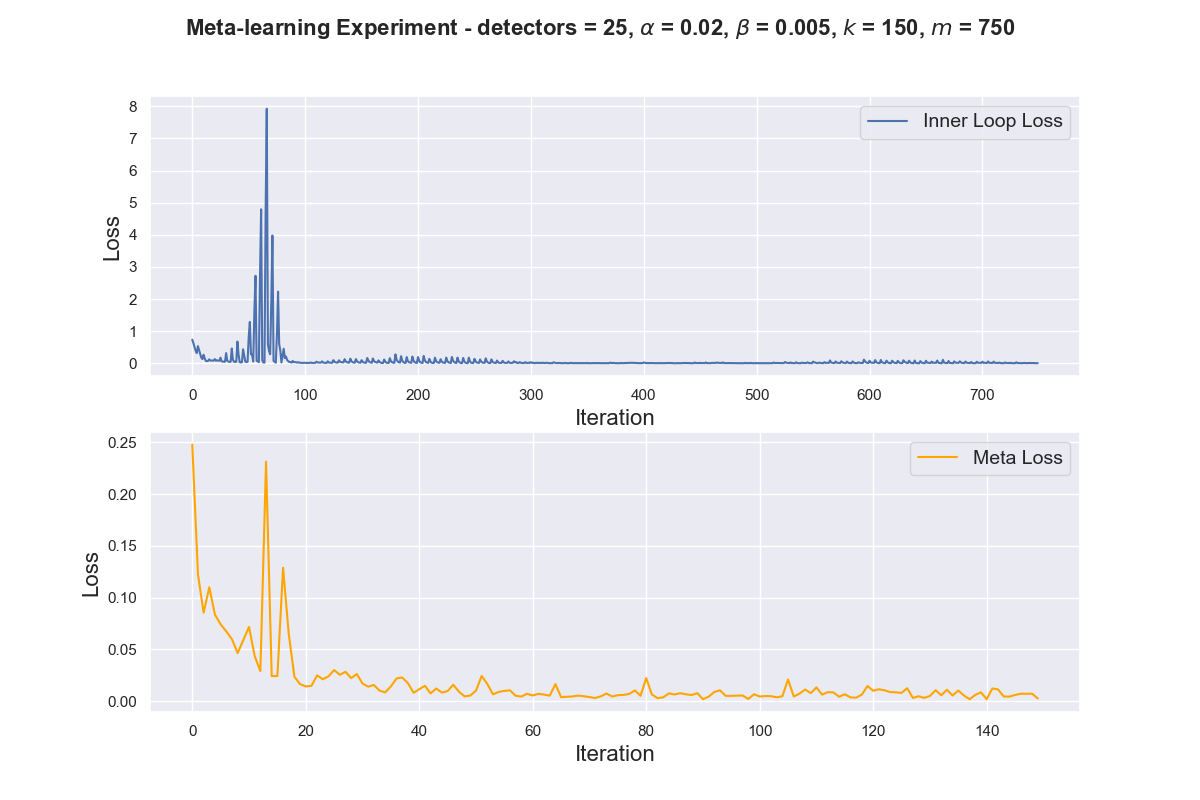 Meta-learning Experiment - detectors = 25, α = 0.02, β = 0.005, k = 150, m = 750
Inner Loop Loss
8
7
6
5
4
3
2
1
0
Loss
0 100 200 300 400 500 600 700
Iteration
Meta Loss
0.25
0.20
0.15
0.10
0.05
0.00
Loss
0 20 40 60 80 100 120 140
Iteration